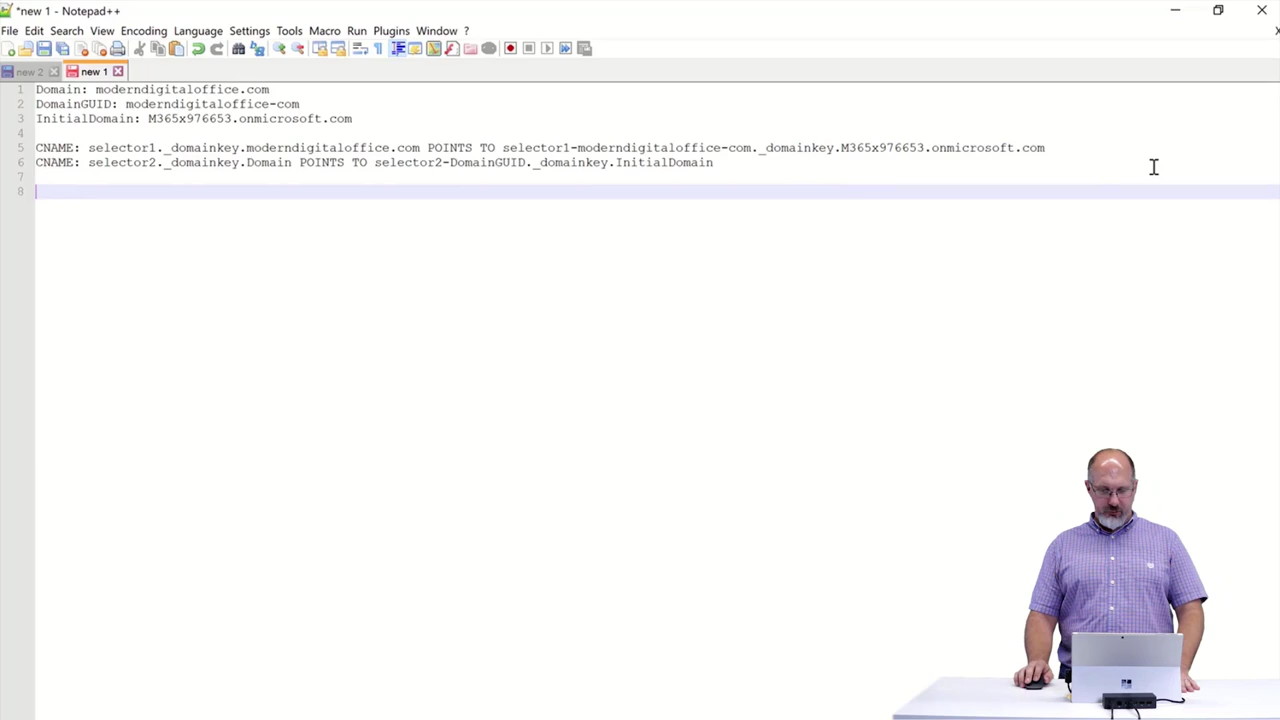 *new 1 - Notepad++
File Edit Search View Encoding Language Settings Tools Macro Run Plugins Window ?
new 2 new 1
1 Domain: moderndigitaloffice.com
2 DomainGUID: moderndigitaloffice-com
3 InitialDomain: M365x976653.onmicrosoft.com
4
5 CNAME: selector1._domainkey.moderndigitaloffice.com POINTS TO selector1-moderndigitaloffice-com._domainkey.M365x976653.onmicrosoft.com
6 CNAME: selector2._domainkey.Domain POINTS TO selector2-DomainGUID._domainkey.InitialDomain
7
8